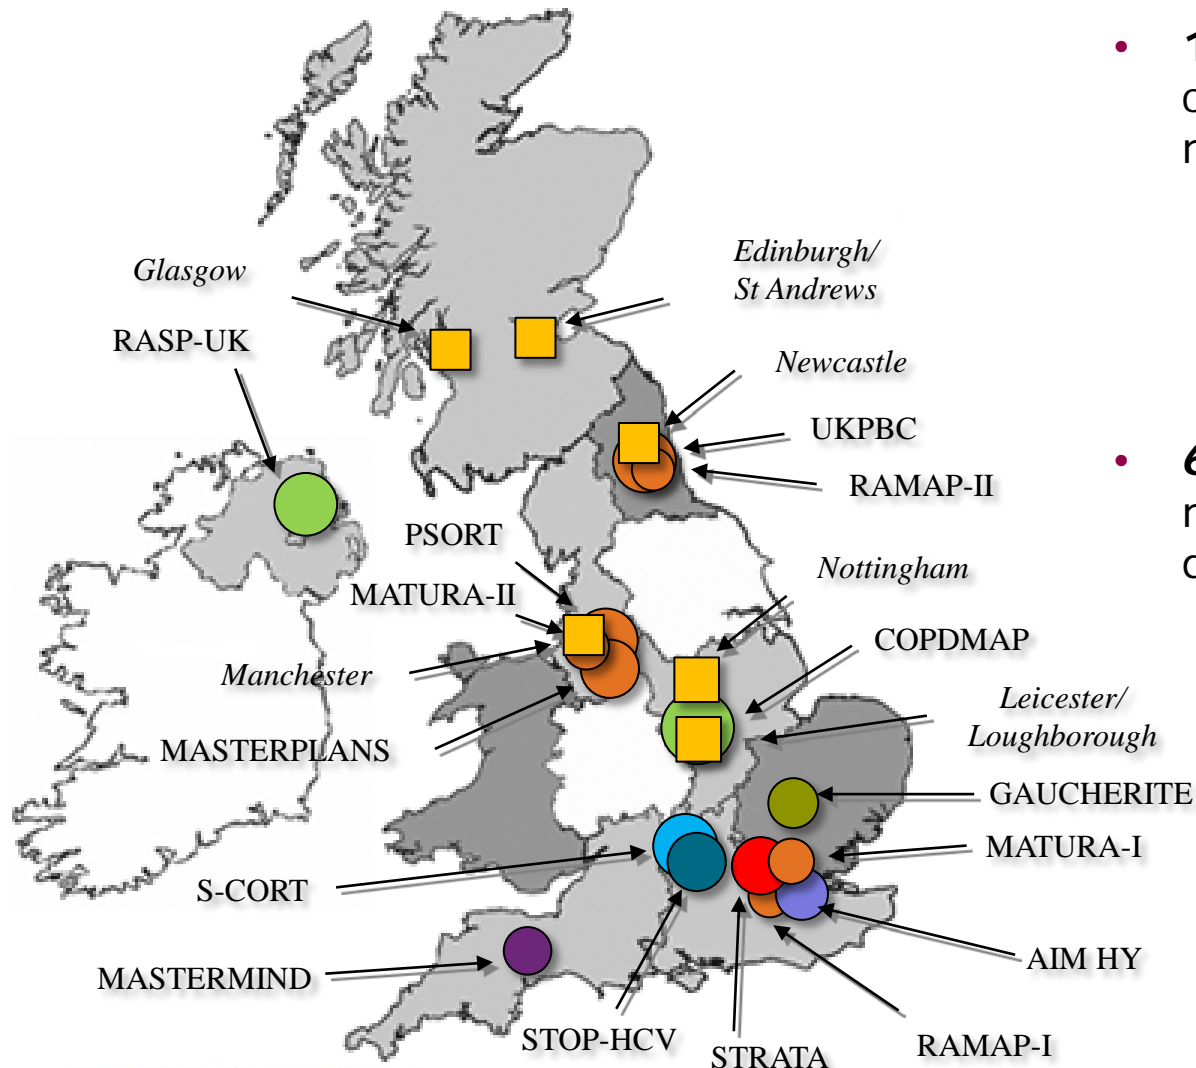 Glasgow
Edinburgh/
St Andrews
RASP-UK
Newcastle
UKPBC
RAMAP-II
PSORT
Nottingham
MATURA-II
COPDMAP
Manchester
Leicester/
Loughborough
MASTERPLANS
GAUCHERITE
MATURA-I
S-CORT
AIM HY
MASTERMIND
STOP-HCV
STRATA
RAMAP-I